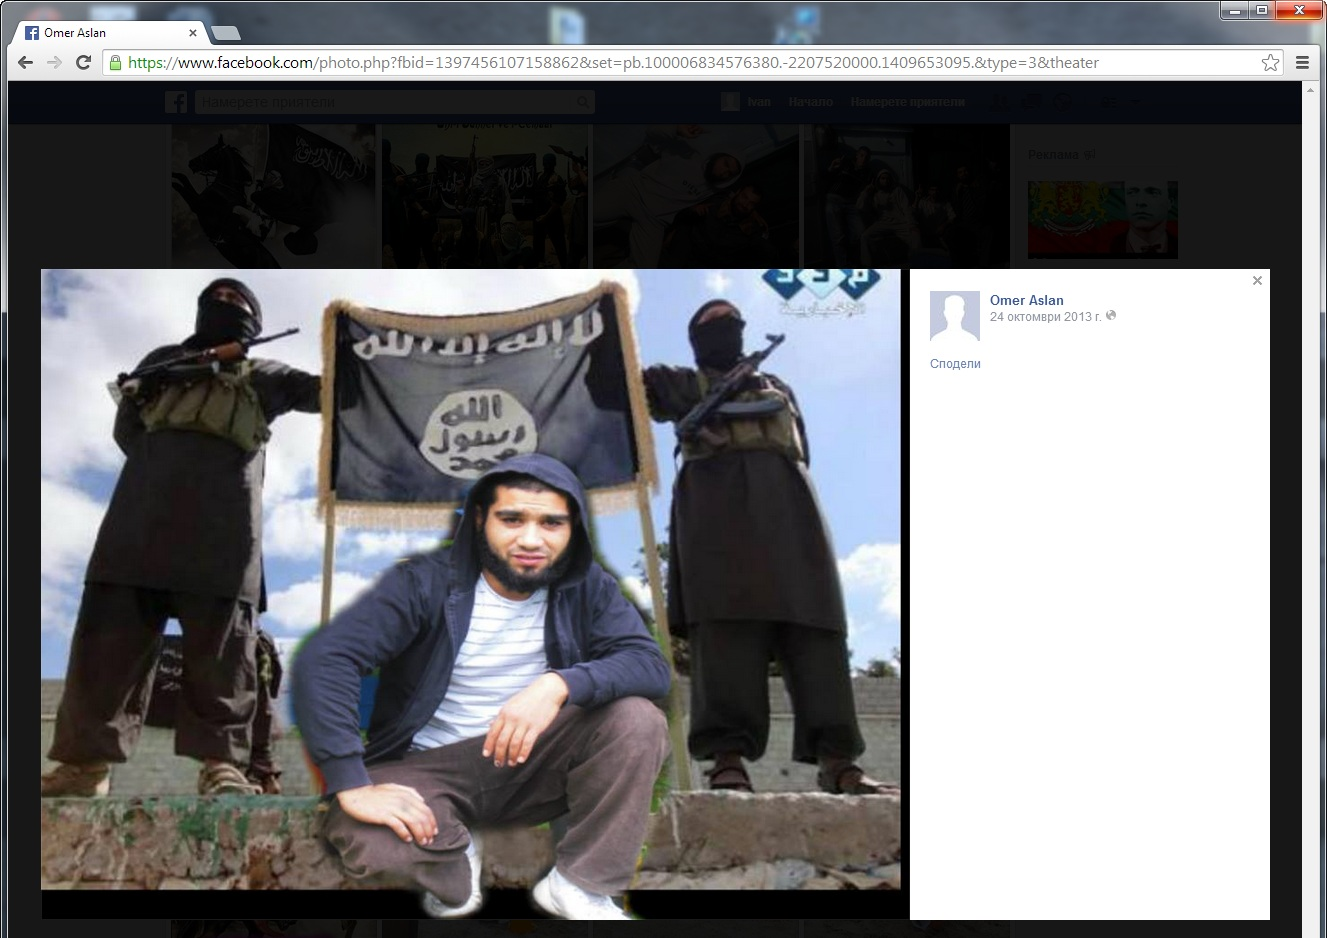 Omer Aslan
https://www.facebook.com/photo.php?fbid=1397456107158862&set=pb.100006834576380.-2207520000.1409653095.&type=3&theater
Намерете приятели
Ivan Начало Намерете приятели
Реклама
لا إله إلا الله
الله
رسول
محمد
الإخبارية
Omer Aslan
24 октомври 2013 г.
Сподели